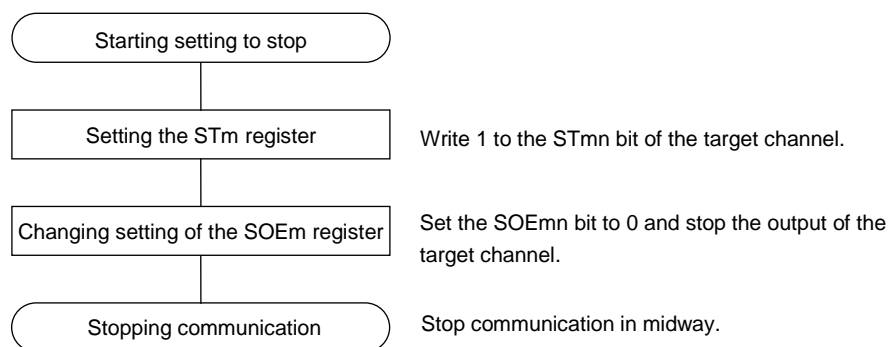 Starting setting to stop
Setting the STm register
Write 1 to the STmn bit of the target channel.
Changing setting of the SOEm register
Set the SOEmn bit to 0 and stop the output of the
target channel.
Stopping communication
Stop communication in midway.